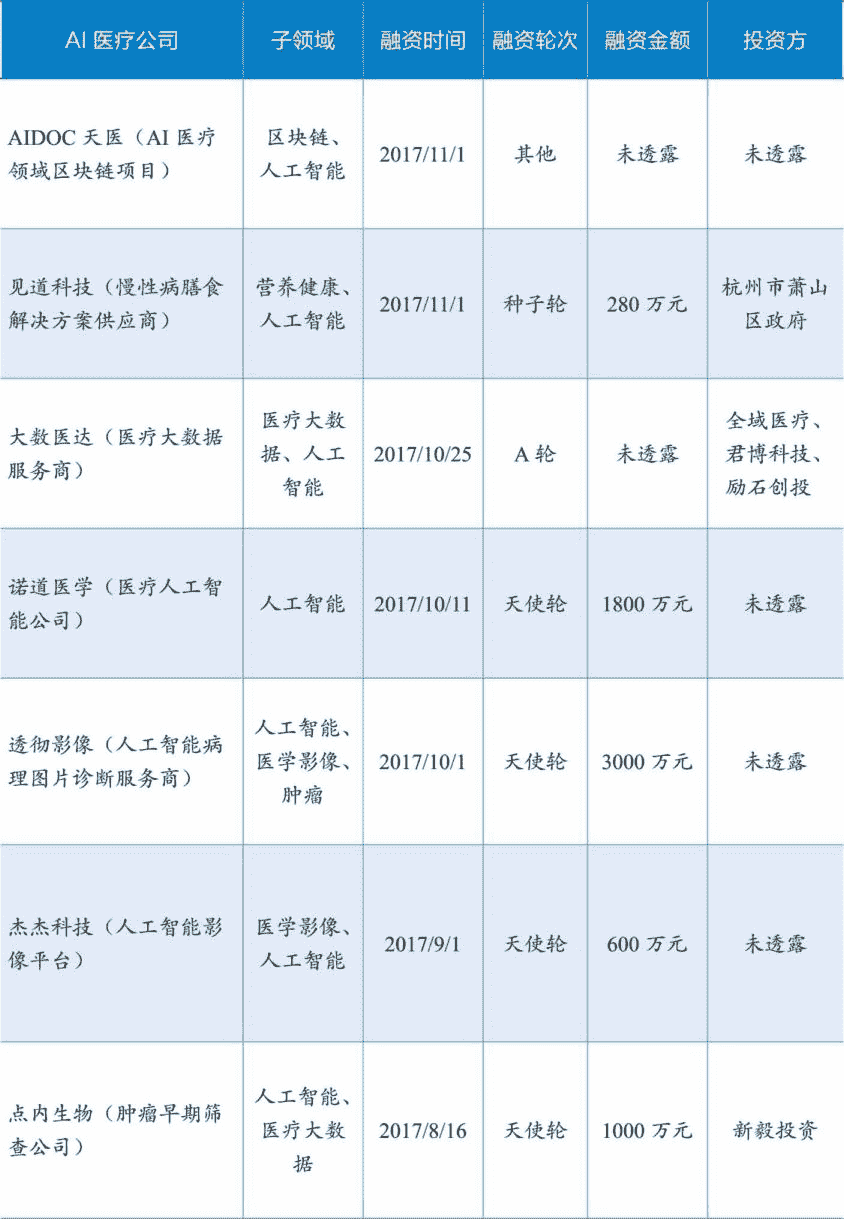 AI 医疗公司 子领域 融资时间 融资轮次 融资金额 投资方
AIDOC 天医（AI 医疗
领域区块链项目）
区块链、
人工智能
2017/11/1
其他
未透露
未透露
见道科技（慢性病膳食
解决方案供应商）
营养健康、
人工智能
2017/11/1
种子轮
280 万元
杭州市萧山
区政府
大数医达（医疗大数据
服务商）
医疗大数
据、人工
智能
2017/10/25
A 轮
未透露
全域医疗、
君博科技、
励石创投
诺道医学（医疗人工智
能公司）
人工智能
2017/10/11
天使轮
1800 万元
未透露
透彻影像（人工智能病
理图片诊断服务商）
人工智能、
医学影像、
肿瘤
2017/10/1
天使轮
3000 万元
未透露
杰杰科技（人工智能影
像平台）
医学影像、
人工智能
2017/9/1
天使轮
600 万元
未透露
点内生物（肿瘤早期筛
查公司）
人工智能、
医疗大数
据
2017/8/16
天使轮
1000 万元
新毅投资